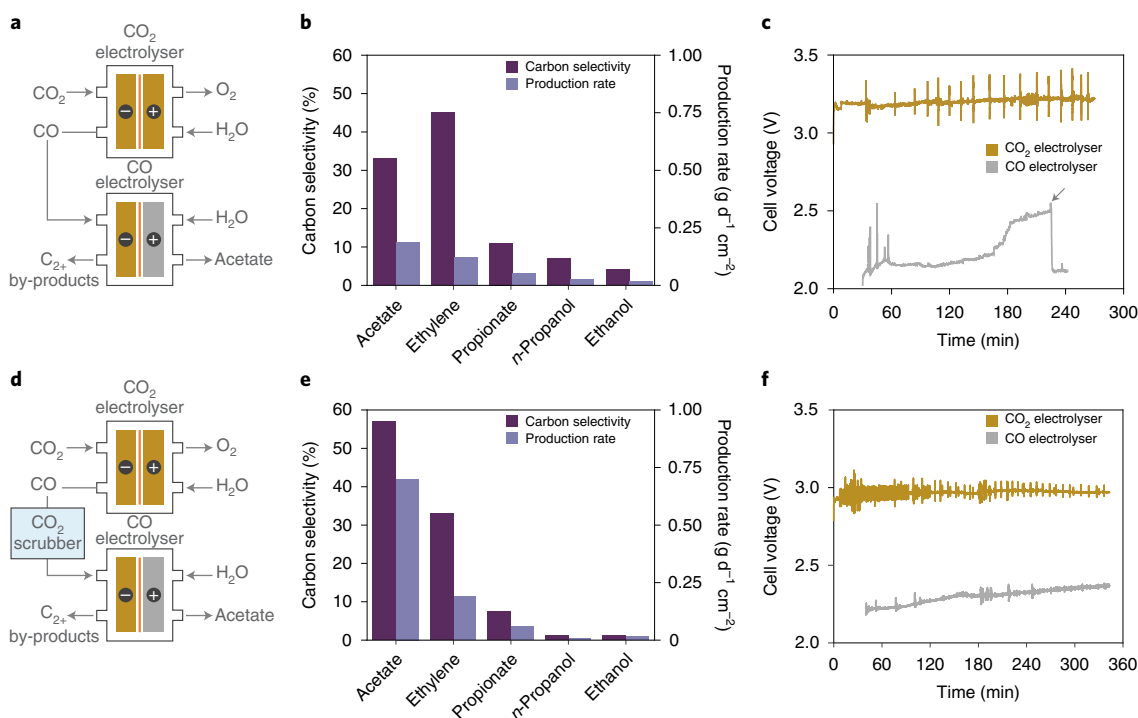 a
CO₂
electrolyser
CO₂
O₂
− +
CO
H₂O
CO
electrolyser
H₂O
− +
C₂₊
by-products
Acetate
b
60
50
40
30
20
10
0
Carbon selectivity (%)
Carbon selectivity
Production rate
1.00
0.75
0.50
0.25
0
Production rate (g d⁻¹ cm⁻²)
Acetate
Ethylene
Propionate
n-Propanol
Ethanol
c
3.5
3.0
2.5
2.0
Cell voltage (V)
CO₂ electrolyser
CO electrolyser
0 60 120 180 240 300
Time (min)
d
CO₂
electrolyser
CO₂
O₂
− +
CO
H₂O
CO₂
scrubber
CO
electrolyser
H₂O
− +
C₂₊
by-products
Acetate
e
60
50
40
30
20
10
0
Carbon selectivity (%)
Carbon selectivity
Production rate
1.00
0.75
0.50
0.25
0
Production rate (g d⁻¹ cm⁻²)
Acetate
Ethylene
Propionate
n-Propanol
Ethanol
f
3.5
3.0
2.5
2.0
Cell voltage (V)
CO₂ electrolyser
CO electrolyser
0 60 120 180 240 300 360
Time (min)